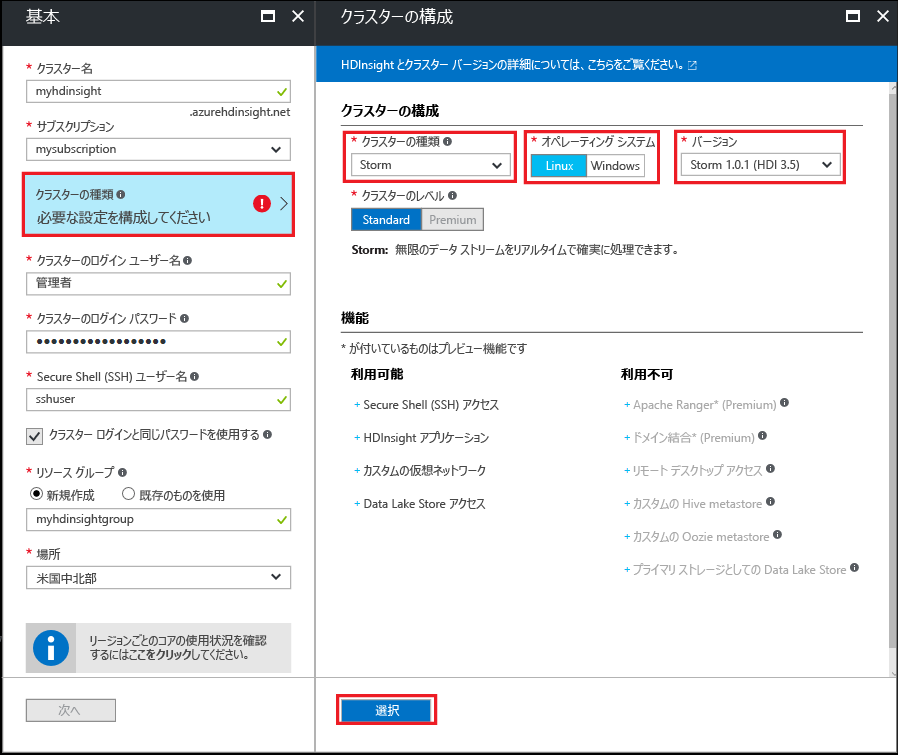 基本
* クラスター名
myhdinsight
.azurehdinsight.net
* サブスクリプション
mysubscription
クラスターの種類
必要な設定を構成してください
* クラスターのログイン ユーザー名
管理者
* クラスターのログイン パスワード
••••••••••••••••••
* Secure Shell (SSH) ユーザー名
sshuser
クラスター ログインと同じパスワードを使用する
* リソース グループ
新規作成 既存のものを使用
myhdinsightgroup
* 場所
米国中北部
リージョンごとのコアの使用状況を確認
するにはここをクリックしてください。
次へ
クラスターの構成
HDInsight とクラスター バージョンの詳細については、こちらをご覧ください。
クラスターの構成
* クラスターの種類 * オペレーティング システム * バージョン
Storm Linux Windows Storm 1.0.1 (HDI 3.5)
* クラスターのレベル
Standard Premium
Storm: 無限のデータ ストリームをリアルタイムで確実に処理できます。
機能
* が付いているものはプレビュー機能です
利用可能
+ Secure Shell (SSH) アクセス
+ HDInsight アプリケーション
+ カスタムの仮想ネットワーク
+ Data Lake Store アクセス
利用不可
+ Apache Ranger* (Premium)
+ ドメイン結合* (Premium)
+ リモート デスクトップ アクセス
+ カスタムの Hive metastore
+ カスタムの Oozie metastore
+ プライマリ ストレージとしての Data Lake Store
選択